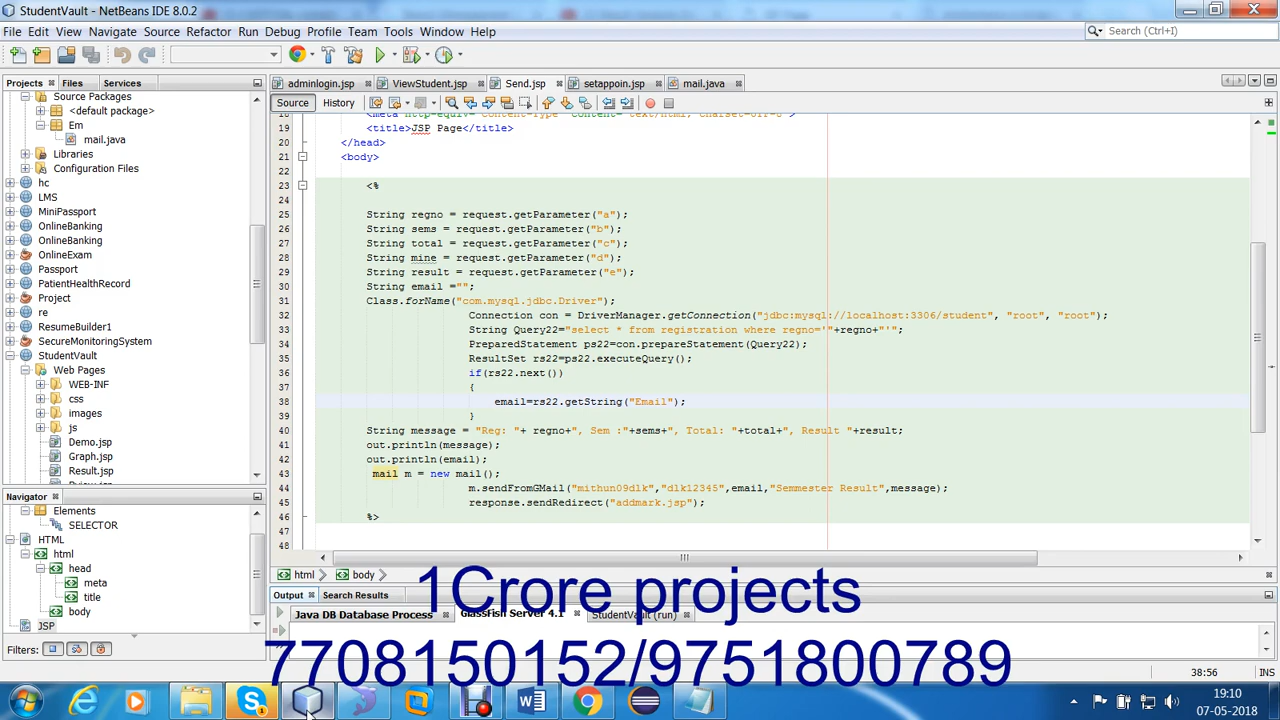 StudentVault - NetBeans IDE 8.0.2
File Edit View Navigate Source Refactor Run Debug Profile Team Tools Window Help
Search (Ctrl+I)
Projects Files Services
adminlogin.jsp ViewStudent.jsp Send.jsp setappoin.jsp mail.java
Source History
Source Packages
<default package>
Em
mail.java
Libraries
Configuration Files
hc
LMS
MiniPassport
OnlineBanking
OnlineBanking
OnlineExam
Passport
PatientHealthRecord
Project
re
ResumeBuilder1
SecureMonitoringSystem
StudentVault
Web Pages
WEB-INF
css
images
js
Demo.jsp
Graph.jsp
Result.jsp
18
19 <title>JSP Page</title>
20 </head>
21 <body>
22
23 <%
25 String regno = request.getParameter("a");
26 String sems = request.getParameter("b");
27 String total = request.getParameter("c");
28 String mine = request.getParameter("d");
29 String result = request.getParameter("e");
30 String email ="";
31 Class.forName("com.mysql.jdbc.Driver");
32 Connection con = DriverManager.getConnection("jdbc:mysql://localhost:3306/student", "root", "root");
33 String Query22="select * from registration where regno='"+regno+"'";
34 PreparedStatement ps22=con.prepareStatement(Query22);
35 ResultSet rs22=ps22.executeQuery();
36 if(rs22.next())
37 {
38 email=rs22.getString("Email");
39 }
40 String message = "Reg: "+ regno+", Sem :"+sems+", Total: "+total+", Result "+result;
41 out.println(message);
42 out.println(email);
43 mail m = new mail();
44 m.sendFromGMail("mithun09dlk","dlk12345",email,"Semmester Result",message);
45 response.sendRedirect("addmark.jsp");
46 %>
47
48
Navigator
Elements
SELECTOR
HTML
html
head
meta
title
body
JSP
Filters:
html body
Output Search Results
Java DB Database Process GlassFish Server 4.1 StudentVault (run)
1Crore projects
7708150152/9751800789
38:56 INS
19:10
07-05-2018